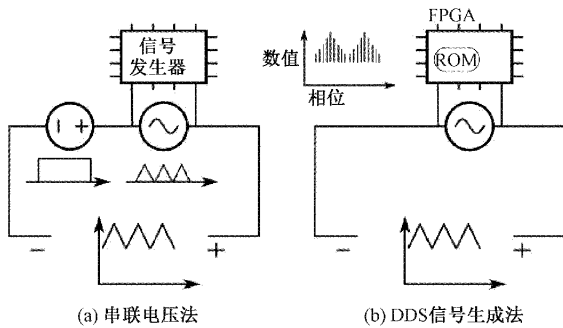 信号
发生器
(a) 串联电压法
数值
相位
FPGA
ROM
(b) DDS信号生成法